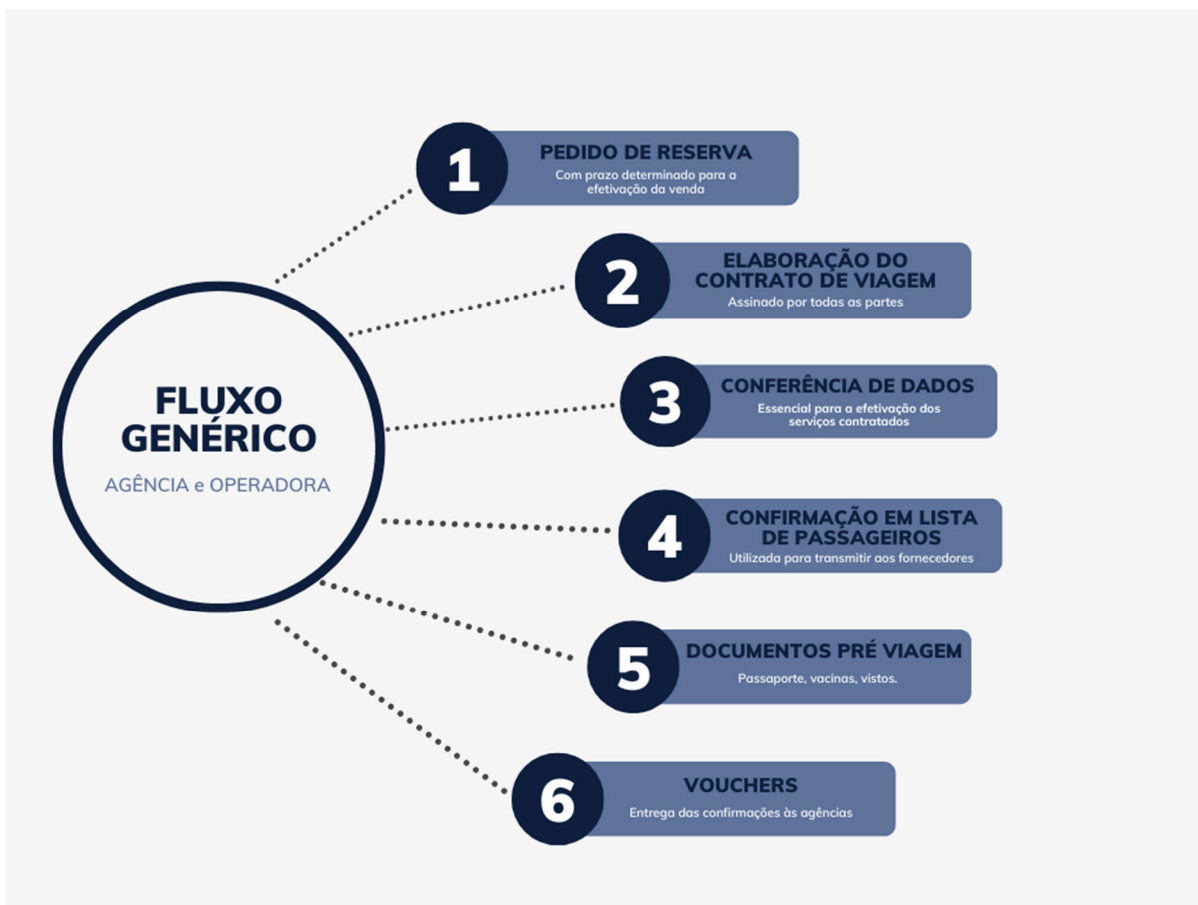 FLUXO
GENÉRICO
AGÊNCIA e OPERADORA
1
PEDIDO DE RESERVA
Com prazo determinado para a
efetivação da venda
2
ELABORAÇÃO DO
CONTRATO DE VIAGEM
Assinado por todas as partes
3
CONFERÊNCIA DE DADOS
Essencial para a efetivação dos
serviços contratados
4
CONFIRMAÇÃO EM LISTA
DE PASSAGEIROS
Utilizada para transmitir aos fornecedores
5
DOCUMENTOS PRÉ VIAGEM
Passaporte, vacinas, vistos.
6
VOUCHERS
Entrega das confirmações às agências